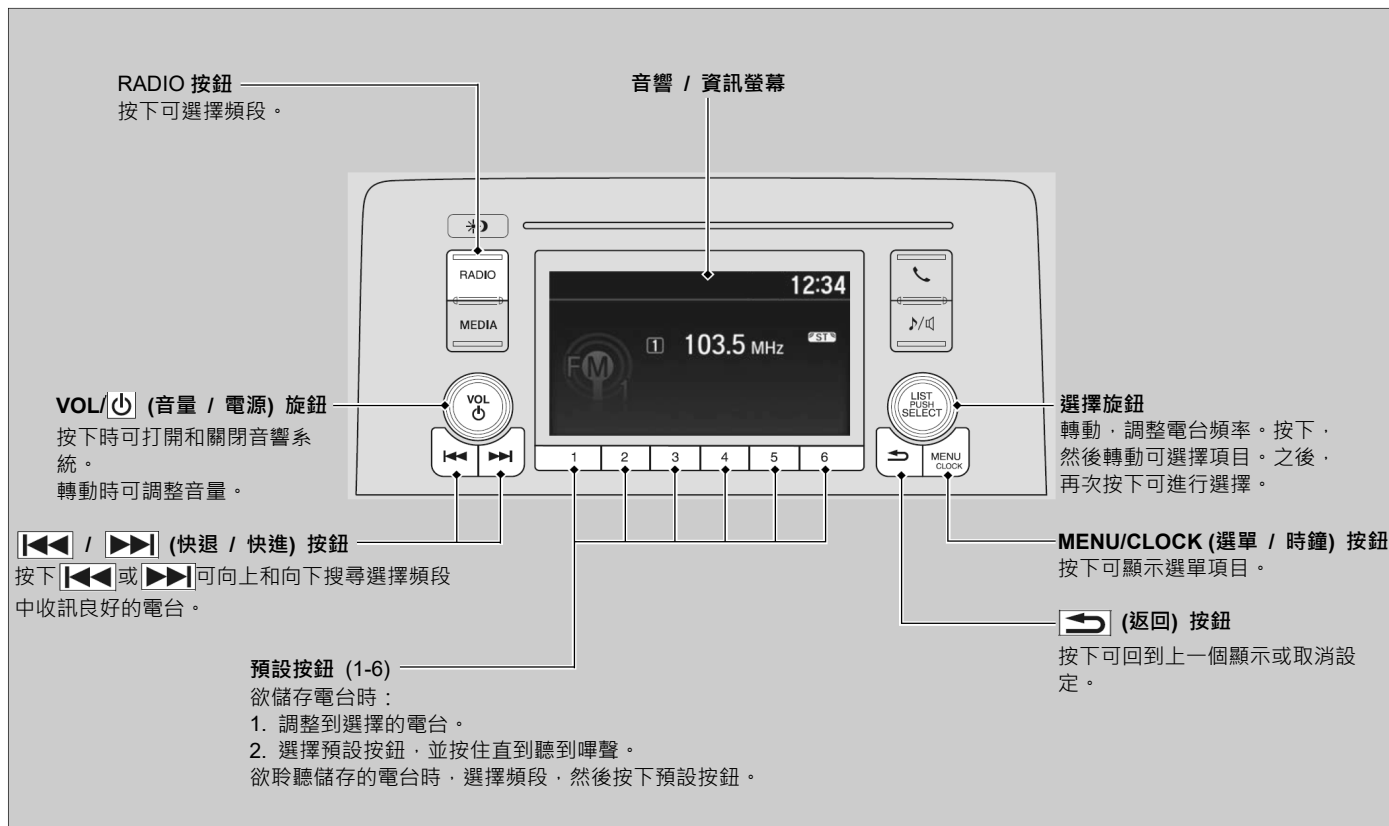 RADIO 按鈕
按下可選擇頻段。
音響 / 資訊螢幕
RADIO
MEDIA
12:34
1 103.5 MHz ST
FM1
VOL
LIST
PUSH
SELECT
1 2 3 4 5 6
MENU
CLOCK
VOL/ (音量 / 電源) 旋鈕
按下時可打開和關閉音響系
統。
轉動時可調整音量。
/ (快退 / 快進) 按鈕
按下 或 可向上和向下搜尋選擇頻段
中收訊良好的電台。
預設按鈕 (1-6)
欲儲存電台時：
1. 調整到選擇的電台。
2. 選擇預設按鈕，並按住直到聽到嗶聲。
欲聆聽儲存的電台時，選擇頻段，然後按下預設按鈕。
選擇旋鈕
轉動，調整電台頻率。按下，
然後轉動可選擇項目。之後，
再次按下可進行選擇。
MENU/CLOCK (選單 / 時鐘) 按鈕
按下可顯示選單項目。
(返回) 按鈕
按下可回到上一個顯示或取消設
定。